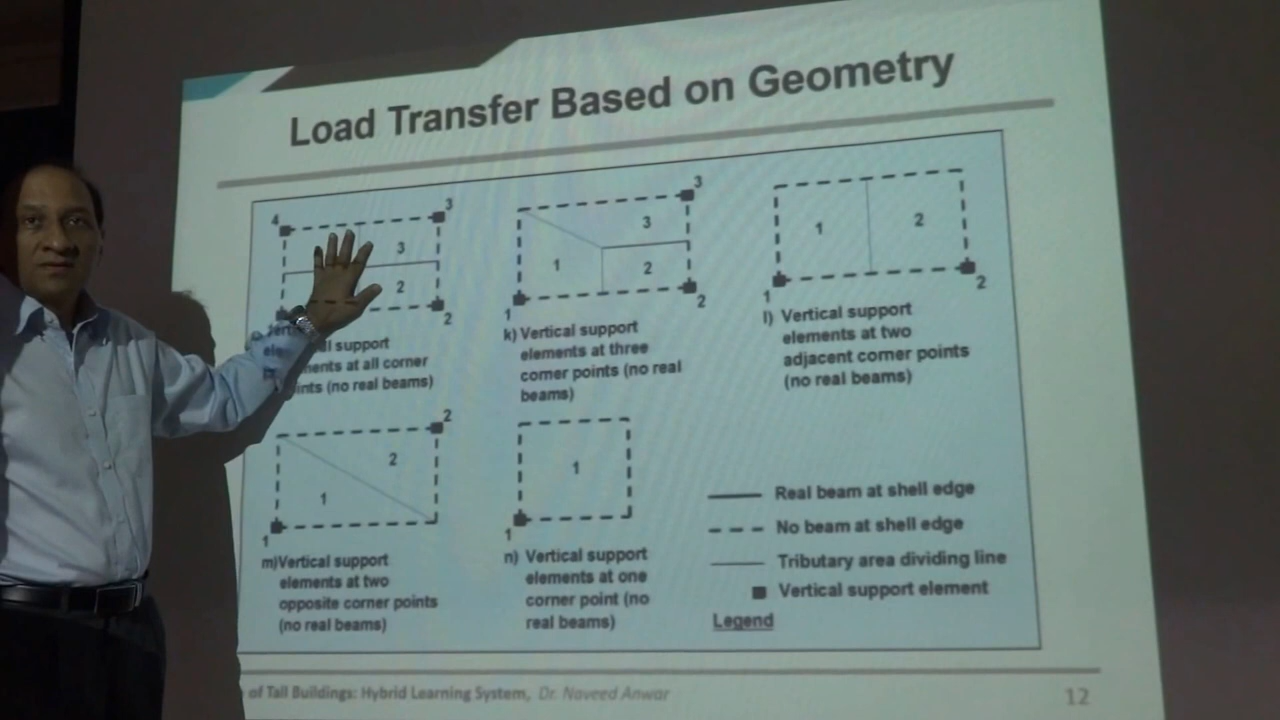 Load Transfer Based on Geometry
4
3
3
2
2
l support
ents at all corner
ints (no real beams)
3
3
1
2
1
2
k) Vertical support
elements at three
corner points (no real
beams)
1
2
1
2
l) Vertical support
elements at two
adjacent corner points
(no real beams)
2
2
1
1
m)Vertical support
elements at two
opposite corner points
(no real beams)
1
1
n) Vertical support
elements at one
corner point (no
real beams)
Real beam at shell edge
No beam at shell edge
Tributary area dividing line
Vertical support element
Legend
of Tall Buildings: Hybrid Learning System, Dr. Naveed Anwar
12